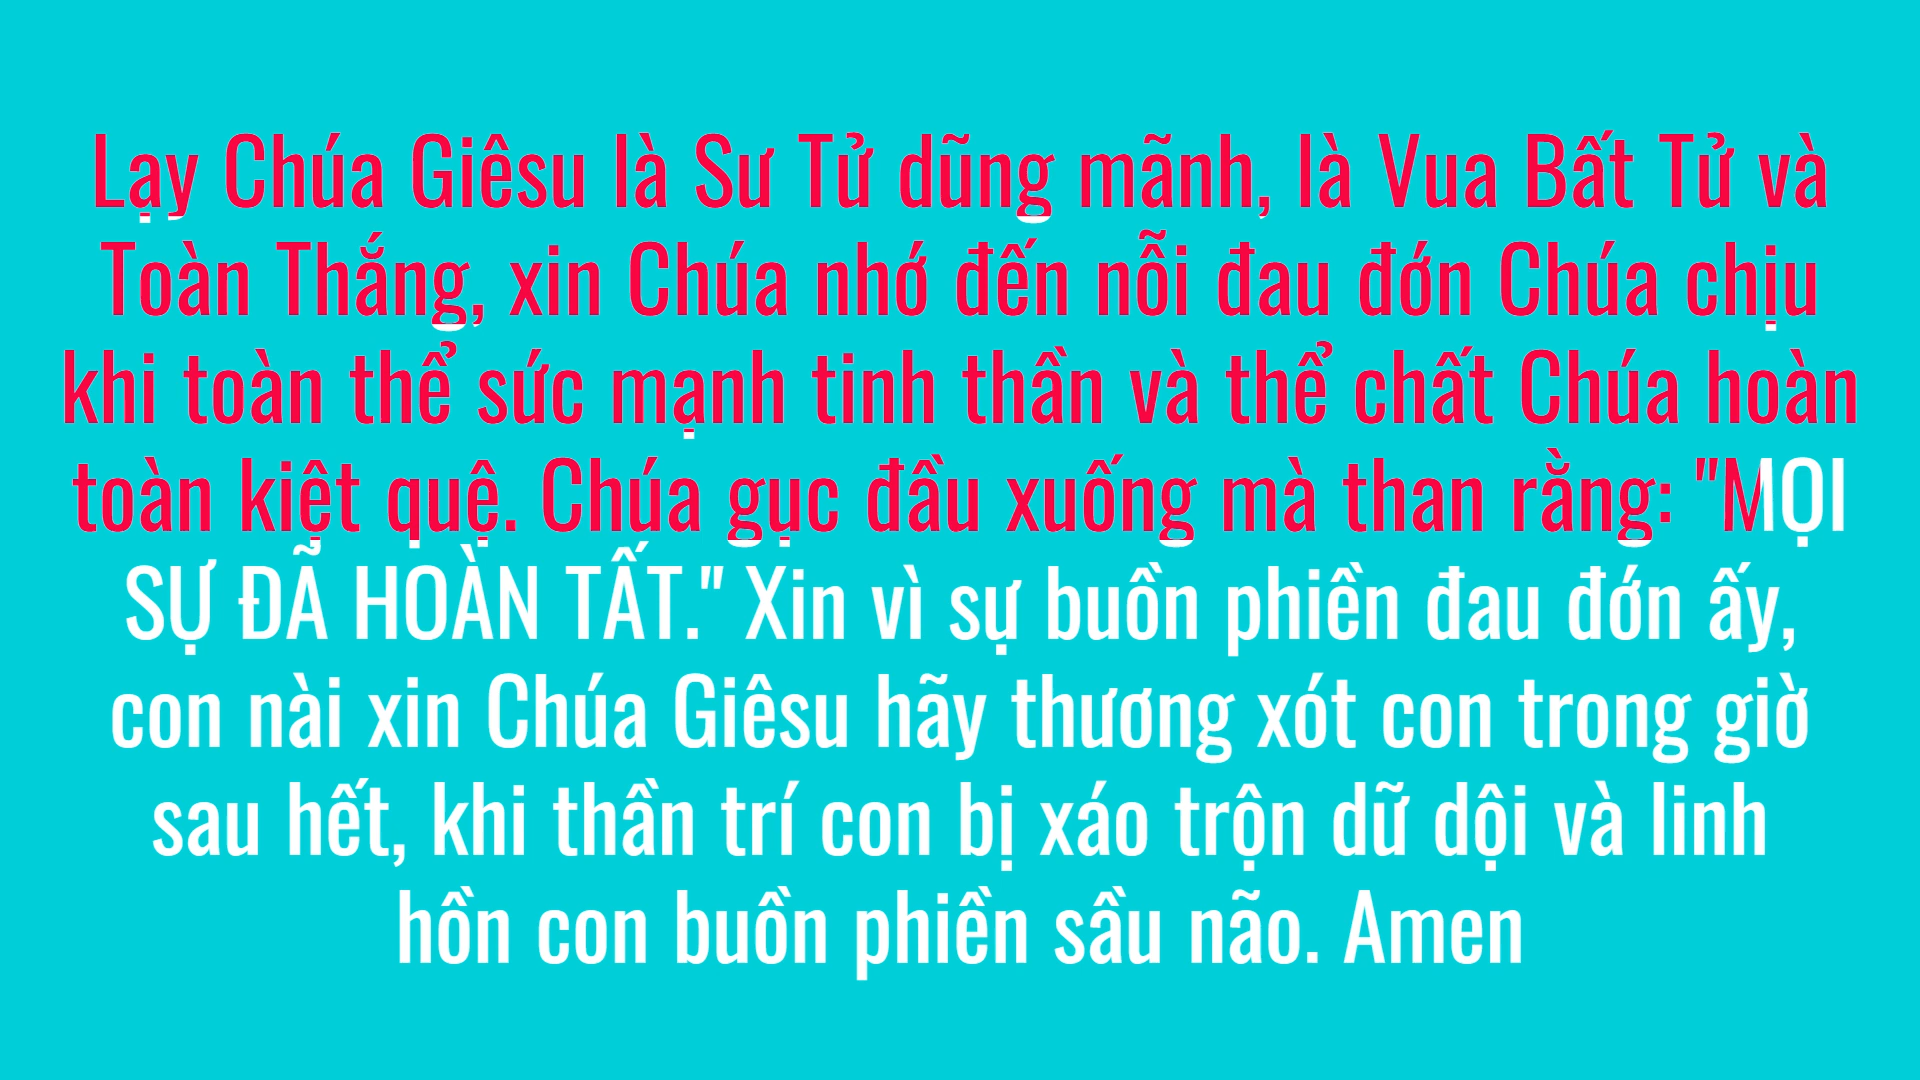 Lạy Chúa Giêsu là Sư Tử dũng mãnh, là Vua Bất Tử và
Toàn Thắng, xin Chúa nhớ đến nỗi đau đớn Chúa chịu
khi toàn thể sức mạnh tinh thần và thể chất Chúa hoàn
toàn kiệt quệ. Chúa gục đầu xuống mà than rằng: "MỌI
SỰ ĐÃ HOÀN TẤT." Xin vì sự buồn phiền đau đớn ấy,
con nài xin Chúa Giêsu hãy thương xót con trong giờ
sau hết, khi thần trí con bị xáo trộn dữ dội và linh
hồn con buồn phiền sầu não. Amen